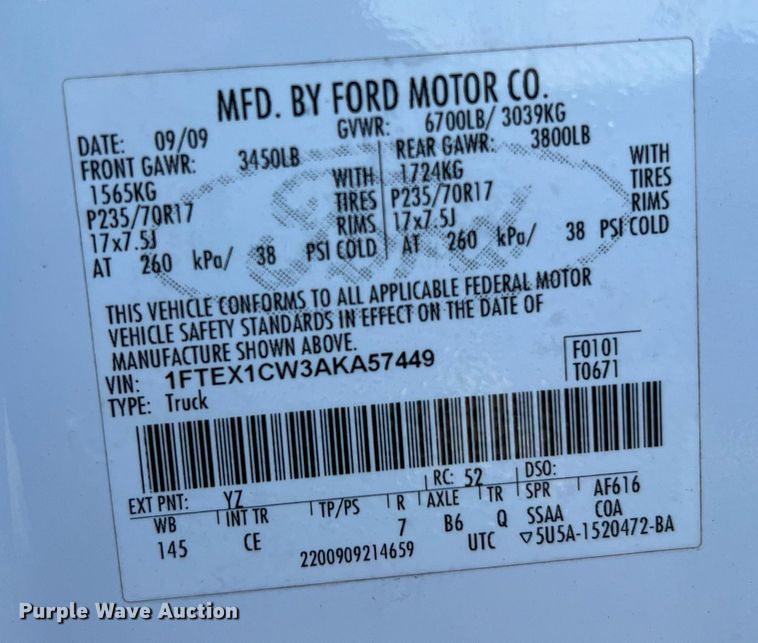 MFD. BY FORD MOTOR CO.
DATE: 09/09 GVWR: 6700LB/ 3039KG
FRONT GAWR: 3450LB REAR GAWR: 3800LB
1565KG WITH 1724KG WITH
P235/70R17 TIRES P235/70R17 TIRES
17x7.5J RIMS 17x7.5J RIMS
AT 260 kPa/ 38 PSI COLD AT 260 kPa/ 38 PSI COLD
Ford
THIS VEHICLE CONFORMS TO ALL APPLICABLE FEDERAL MOTOR
VEHICLE SAFETY STANDARDS IN EFFECT ON THE DATE OF
MANUFACTURE SHOWN ABOVE.
VIN: 1FTEX1CW3AKA57449 F0101
TYPE: Truck T0671
EXT PNT: YZ RC: 52 DSO:
WB INT TR TP/PS R AXLE TR SPR AF616
145 CE 7 B6 Q SSAA COA
2200909214659 UTC ▽5U5A-1520472-BA
Purple Wave Auction